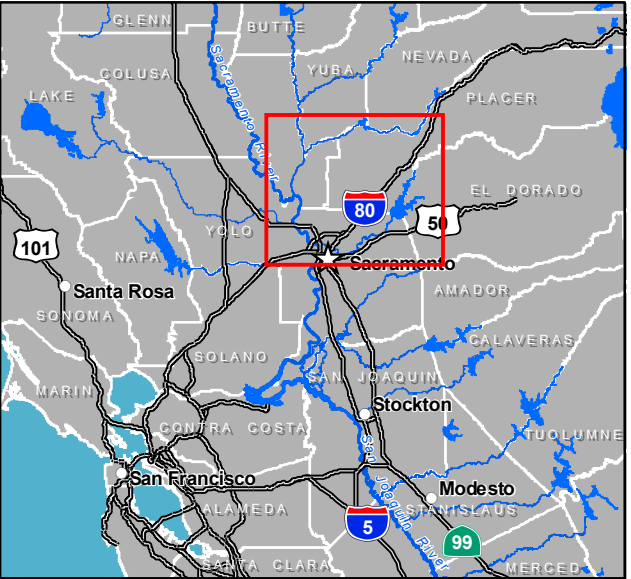 GLENN
BUTTE
COLUSA
Sacramento River
YUBA
NEVADA
LAKE
PLACER
80
EL DORADO
50
101
YOLO
NAPA
Sacramento
Santa Rosa
AMADOR
SONOMA
SOLANO
CALAVERAS
MARIN
SAN JOAQUIN
Stockton
CONTRA COSTA
TUOLUMNE
San Joaquin River
San Francisco
Modesto
ALAMEDA
STANISLAUS
5
99
SANTA CLARA
MERCED